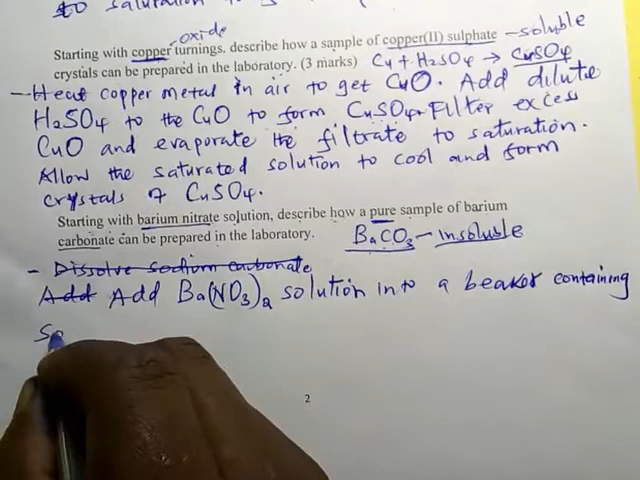 to saturation to
oxide
Starting with copper turnings. describe how a sample of copper(II) sulphate - soluble
crystals can be prepared in the laboratory. (3 marks) Cu + H2SO4 → CuSO4
- Heat copper metal in air to get CuO. Add dilute
H2SO4 to the CuO to form CuSO4. Filter excess
CuO and evaporate the filtrate to saturation.
Allow the saturated solution to cool and form
crystals of CuSO4.
Starting with barium nitrate solution, describe how a pure sample of barium
carbonate can be prepared in the laboratory. BaCO3 - insoluble
- Dissolve sodium carbonate
Add Add Ba(NO3)2 solution into a beaker containing
So
2